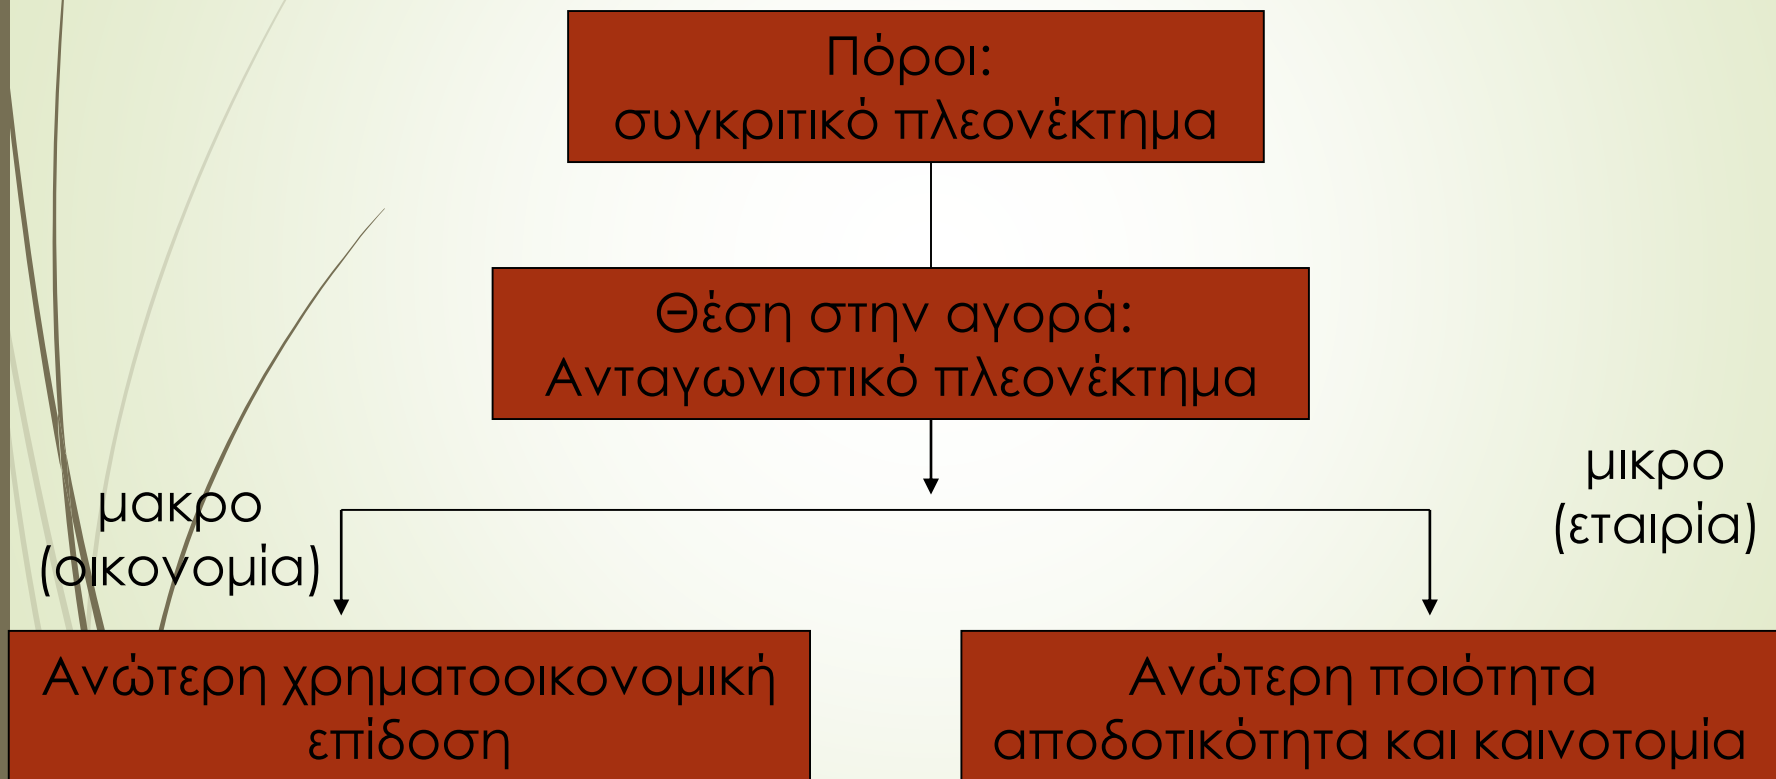 Πόροι:
συγκριτικό πλεονέκτημα
Θέση στην αγορά:
Ανταγωνιστικό πλεονέκτημα
μακρο
(οικονομία)
μικρο
(εταιρία)
Ανώτερη χρηματοοικονομική
επίδοση
Ανώτερη ποιότητα
αποδοτικότητα και καινοτομία